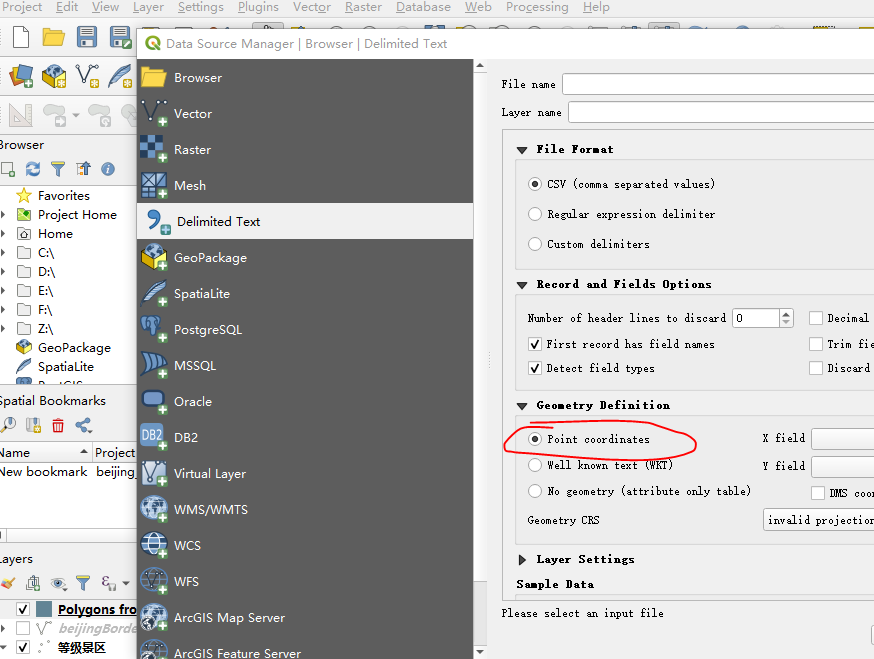 Project Edit View Layer Settings Plugins Vector Raster Database Web Processing Help
Data Source Manager | Browser | Delimited Text
Browser
Favorites
Project Home
Home
C:\
D:\
E:\
F:\
Z:\
GeoPackage
SpatiaLite
PostGIS
Spatial Bookmarks
Name Project
New bookmark beijing_
Layers
Polygons fro
beijingBorde
等级景区
Browser
Vector
Raster
Mesh
Delimited Text
GeoPackage
SpatiaLite
PostgreSQL
MSSQL
Oracle
DB2 DB2
Virtual Layer
WMS/WMTS
WCS
WFS
ArcGIS Map Server
ArcGIS Feature Server
File name
Layer name
File Format
CSV (comma separated values)
Regular expression delimiter
Custom delimiters
Record and Fields Options
Number of header lines to discard 0 Decimal
First record has field names Trim fie
Detect field types Discard
Geometry Definition
Point coordinates X field
Well known text (WKT) Y field
No geometry (attribute only table) DMS coor
Geometry CRS invalid projection
Layer Settings
Sample Data
Please select an input file